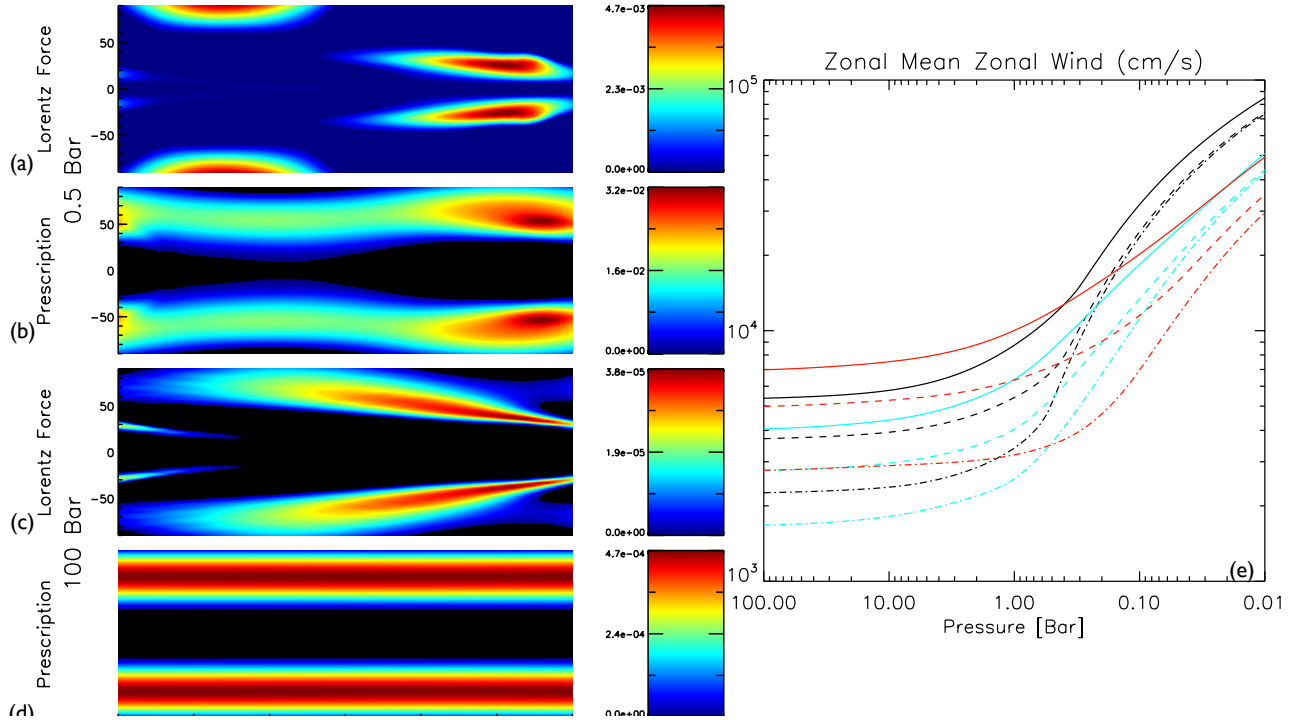 (a)
Lorentz Force
50
0
-50
4.7e-03
2.3e-03
0.0e+00
0.5 Bar
(b)
Prescription
50
0
-50
3.2e-02
1.6e-02
0.0e+00
(c)
Lorentz Force
50
0
-50
3.8e-05
1.9e-05
0.0e+00
100 Bar
(d)
Prescription
4.7e-04
2.4e-04
0.0e+00
Zonal Mean Zonal Wind (cm/s)
10^5
10^4
10^3
(e)
100.00 10.00 1.00 0.10 0.01
Pressure [Bar]